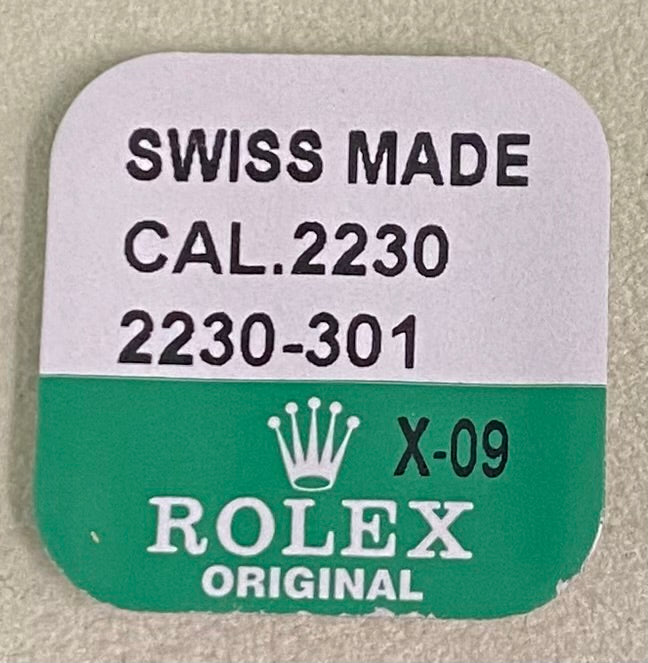 SWISS MADE
CAL.2230
2230-301
X-09
ROLEX
ORIGINAL